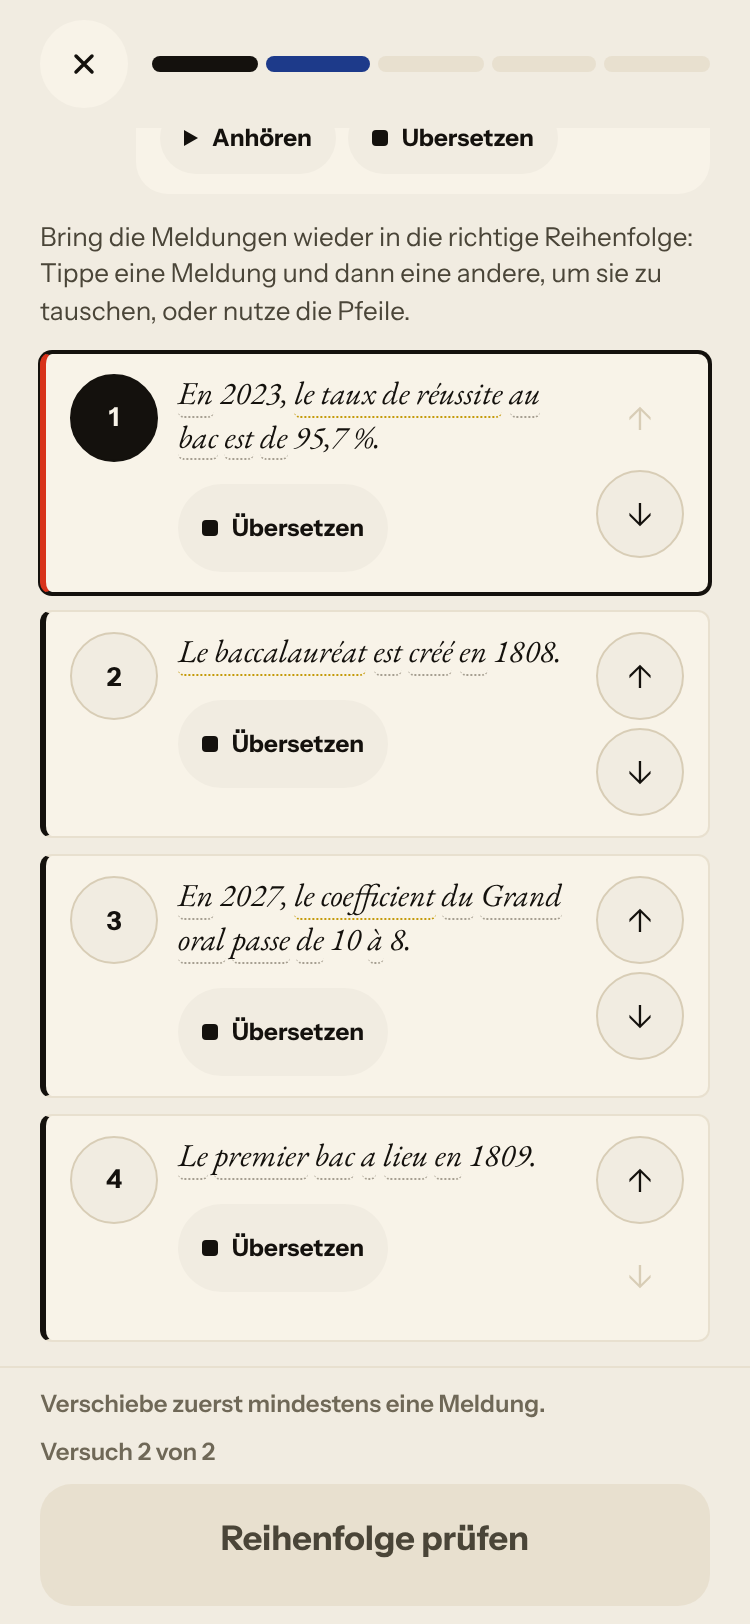 Anhören
Übersetzen
Bring die Meldungen wieder in die richtige Reihenfolge:
Tippe eine Meldung und dann eine andere, um sie zu
tauschen, oder nutze die Pfeile.
1
En 2023, le taux de réussite au
bac est de 95,7 %.
Übersetzen
2
Le baccalauréat est créé en 1808.
Übersetzen
3
En 2027, le coefficient du Grand
oral passe de 10 à 8.
Übersetzen
4
Le premier bac a lieu en 1809.
Übersetzen
Verschiebe zuerst mindestens eine Meldung.
Versuch 2 von 2
Reihenfolge prüfen